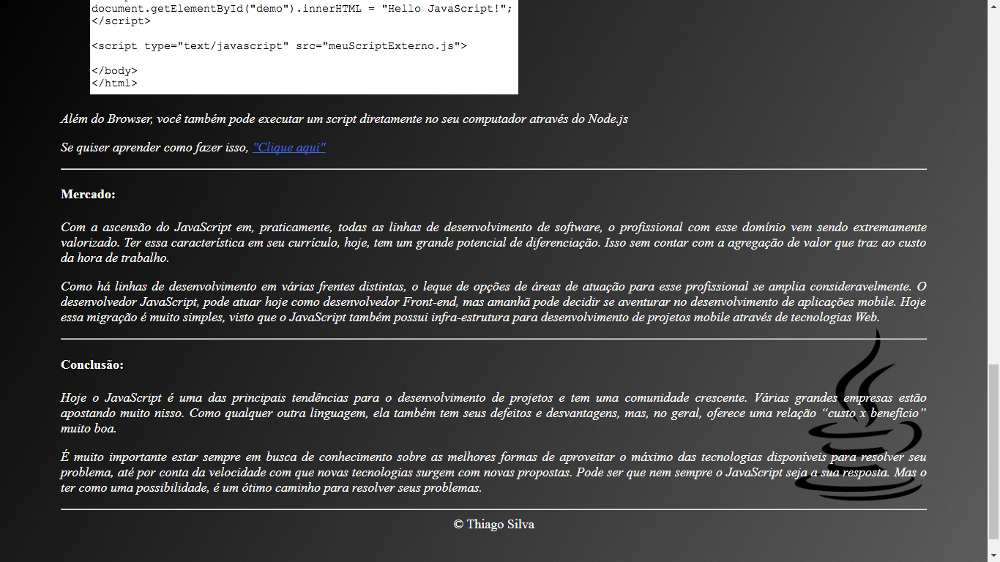 document.getElementById("demo").innerHTML = "Hello JavaScript!";
</script>
<script type="text/javascript" src="meuScriptExterno.js">
</body>
</html>
Além do Browser, você também pode executar um script diretamente no seu computador através do Node.js
Se quiser aprender como fazer isso, "Clique aqui"
Mercado:
Com a ascensão do JavaScript em, praticamente, todas as linhas de desenvolvimento de software, o profissional com esse domínio vem sendo extremamente
valorizado. Ter essa característica em seu currículo, hoje, tem um grande potencial de diferenciação. Isso sem contar com a agregação de valor que traz ao custo
da hora de trabalho.
Como há linhas de desenvolvimento em várias frentes distintas, o leque de opções de áreas de atuação para esse profissional se amplia consideravelmente. O
desenvolvedor JavaScript, pode atuar hoje como desenvolvedor Front-end, mas amanhã pode decidir se aventurar no desenvolvimento de aplicações mobile. Hoje
essa migração é muito simples, visto que o JavaScript também possui infra-estrutura para desenvolvimento de projetos mobile através de tecnologias Web.
Conclusão:
Hoje o JavaScript é uma das principais tendências para o desenvolvimento de projetos e tem uma comunidade crescente. Várias grandes empresas estão
apostando muito nisso. Como qualquer outra linguagem, ela também tem seus defeitos e desvantagens, mas, no geral, oferece uma relação “custo x benefício”
muito boa.
É muito importante estar sempre em busca de conhecimento sobre as melhores formas de aproveitar o máximo das tecnologias disponíveis para resolver seu
problema, até por conta da velocidade com que novas tecnologias surgem com novas propostas. Pode ser que nem sempre o JavaScript seja a sua resposta. Mas o
ter como uma possibilidade, é um ótimo caminho para resolver seus problemas.
© Thiago Silva